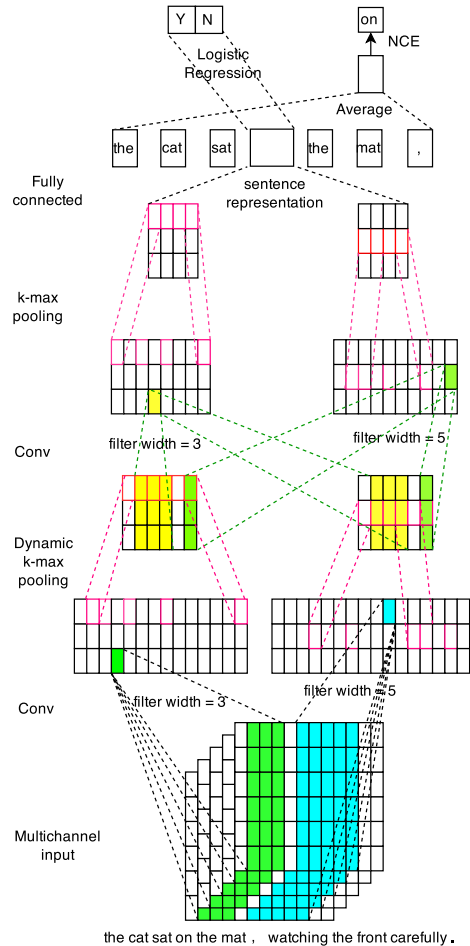 Y N
on
NCE
Logistic
Regression
Average
the cat sat the mat ,
sentence
representation
Fully
connected
k-max
pooling
filter width = 3
filter width = 5
Conv
Dynamic
k-max
pooling
filter width = 3
filter width = 5
Conv
Multichannel
input
the cat sat on the mat , watching the front carefully .